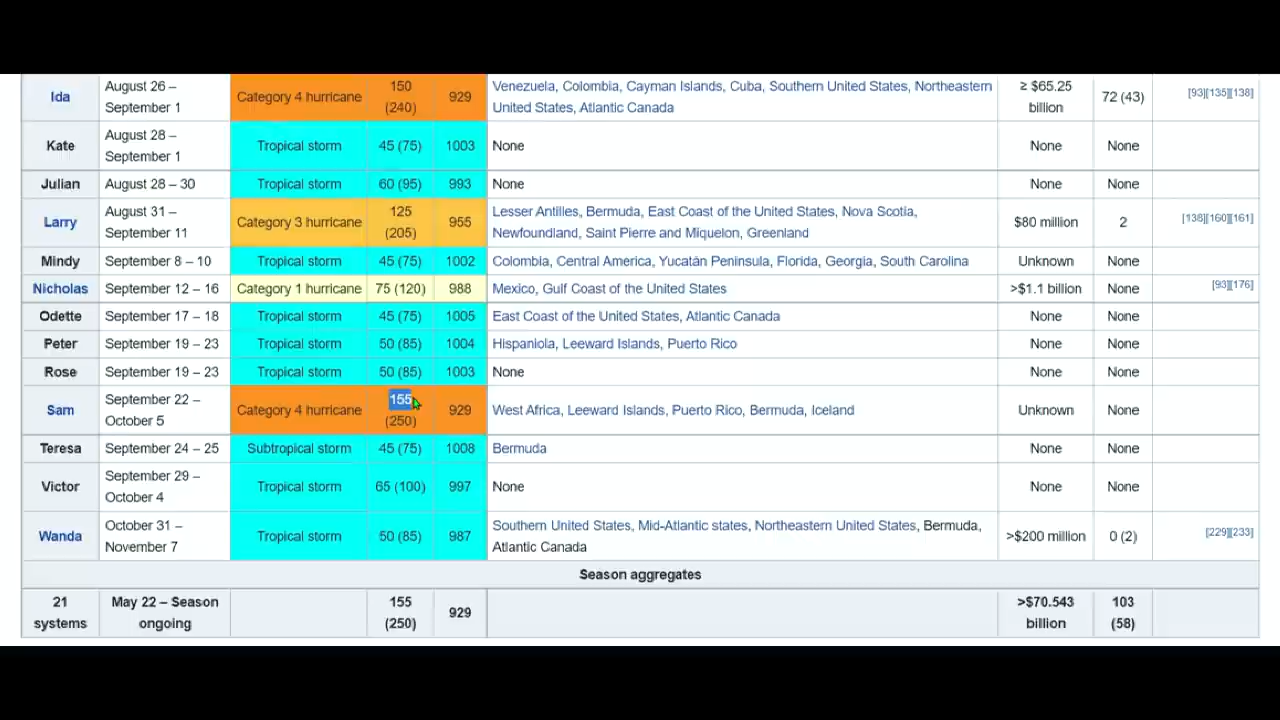 Ida August 26 – September 1 Category 4 hurricane 150 (240) 929 Venezuela, Colombia, Cayman Islands, Cuba, Southern United States, Northeastern United States, Atlantic Canada ≥ $65.25 billion 72 (43) [93][135][138]
Kate August 28 – September 1 Tropical storm 45 (75) 1003 None None None
Julian August 28 – 30 Tropical storm 60 (95) 993 None None None
Larry August 31 – September 11 Category 3 hurricane 125 (205) 955 Lesser Antilles, Bermuda, East Coast of the United States, Nova Scotia, Newfoundland, Saint Pierre and Miquelon, Greenland $80 million 2 [138][160][161]
Mindy September 8 – 10 Tropical storm 45 (75) 1002 Colombia, Central America, Yucatán Peninsula, Florida, Georgia, South Carolina Unknown None
Nicholas September 12 – 16 Category 1 hurricane 75 (120) 988 Mexico, Gulf Coast of the United States >$1.1 billion None [93][176]
Odette September 17 – 18 Tropical storm 45 (75) 1005 East Coast of the United States, Atlantic Canada None None
Peter September 19 – 23 Tropical storm 50 (85) 1004 Hispaniola, Leeward Islands, Puerto Rico None None
Rose September 19 – 23 Tropical storm 50 (85) 1003 None None None
Sam September 22 – October 5 Category 4 hurricane 155 (250) 929 West Africa, Leeward Islands, Puerto Rico, Bermuda, Iceland Unknown None
Teresa September 24 – 25 Subtropical storm 45 (75) 1008 Bermuda None None
Victor September 29 – October 4 Tropical storm 65 (100) 997 None None None
Wanda October 31 – November 7 Tropical storm 50 (85) 987 Southern United States, Mid-Atlantic states, Northeastern United States, Bermuda, Atlantic Canada >$200 million 0 (2) [229][233]
Season aggregates
21 systems May 22 – Season ongoing 155 (250) 929 >$70.543 billion 103 (58)